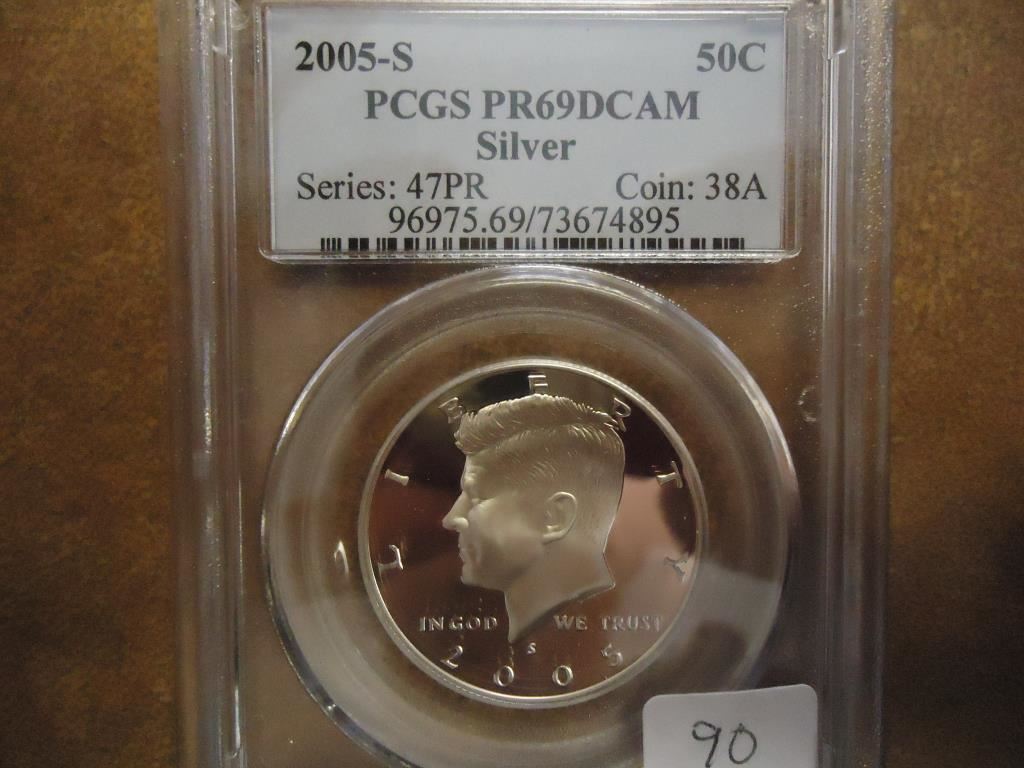 2005-S 50C
PCGS PR69DCAM
Silver
Series: 47PR Coin: 38A
96975.69/73674895
LIBERTY
IN GOD WE TRUST
S
2005
90